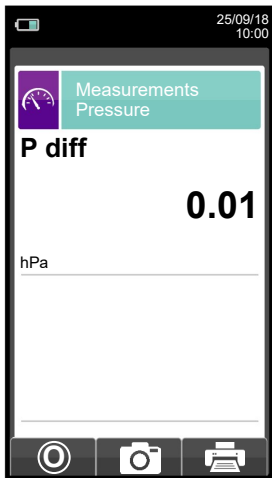 25/09/18
10:00
Measurements
Pressure
P diff
0.01
hPa